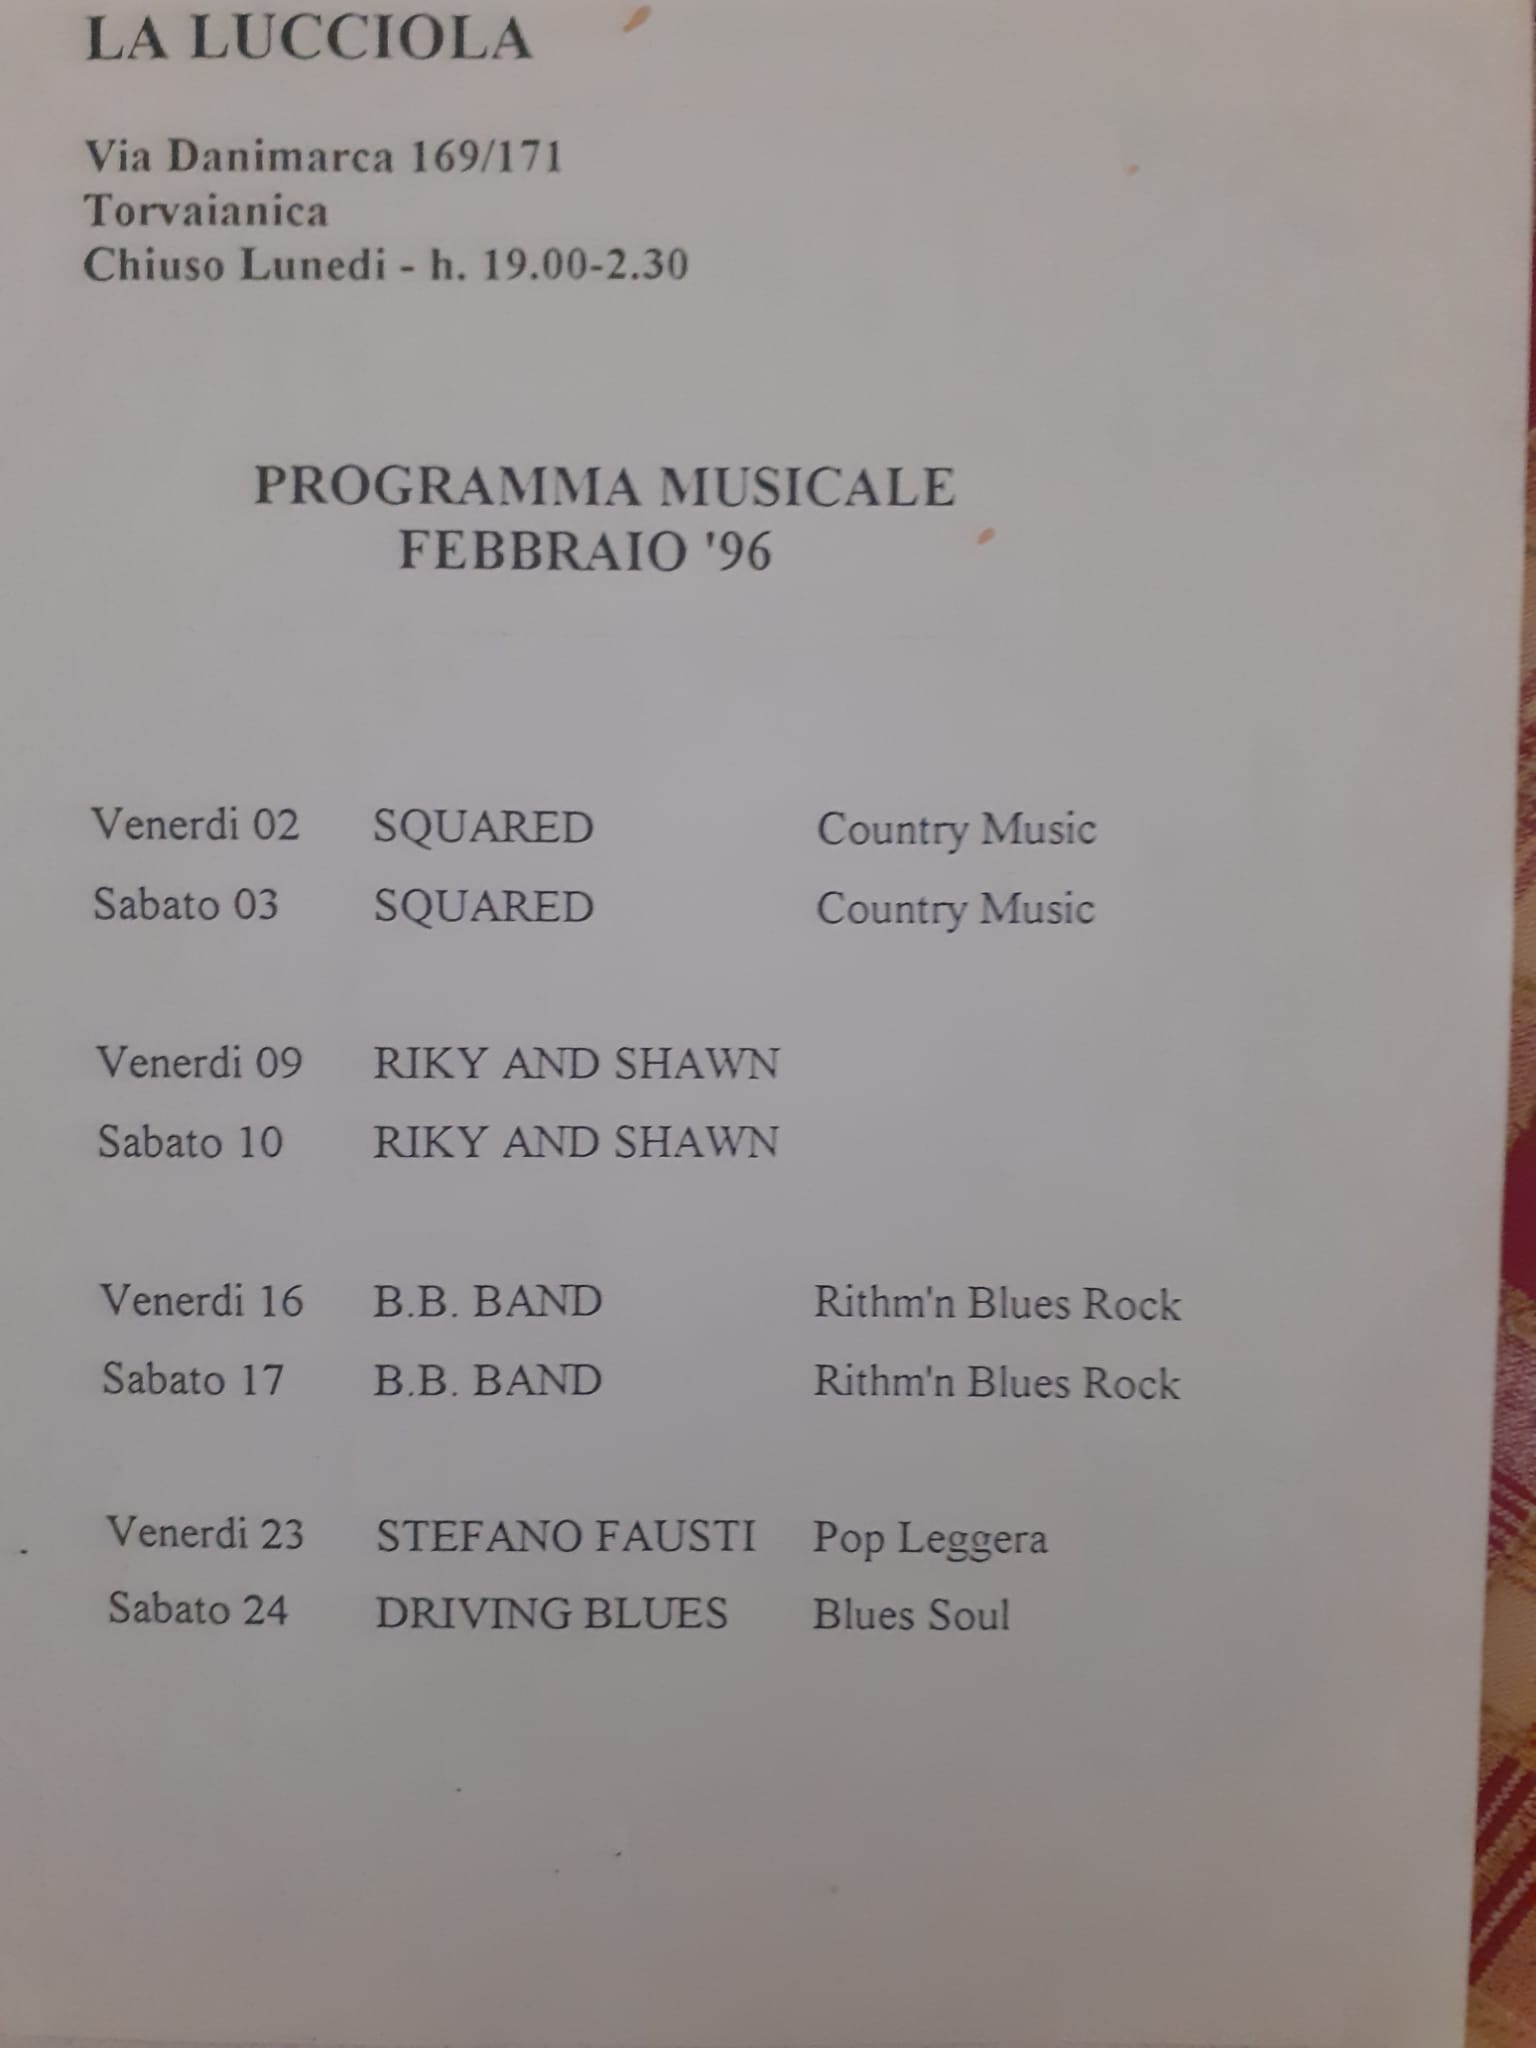 LA LUCCIOLA
Via Danimarca 169/171
Torvaianica
Chiuso Lunedi - h. 19.00-2.30
PROGRAMMA MUSICALE
FEBBRAIO '96
Venerdi 02 SQUARED Country Music
Sabato 03 SQUARED Country Music
Venerdi 09 RIKY AND SHAWN
Sabato 10 RIKY AND SHAWN
Venerdi 16 B.B. BAND Rithm'n Blues Rock
Sabato 17 B.B. BAND Rithm'n Blues Rock
Venerdi 23 STEFANO FAUSTI Pop Leggera
Sabato 24 DRIVING BLUES Blues Soul